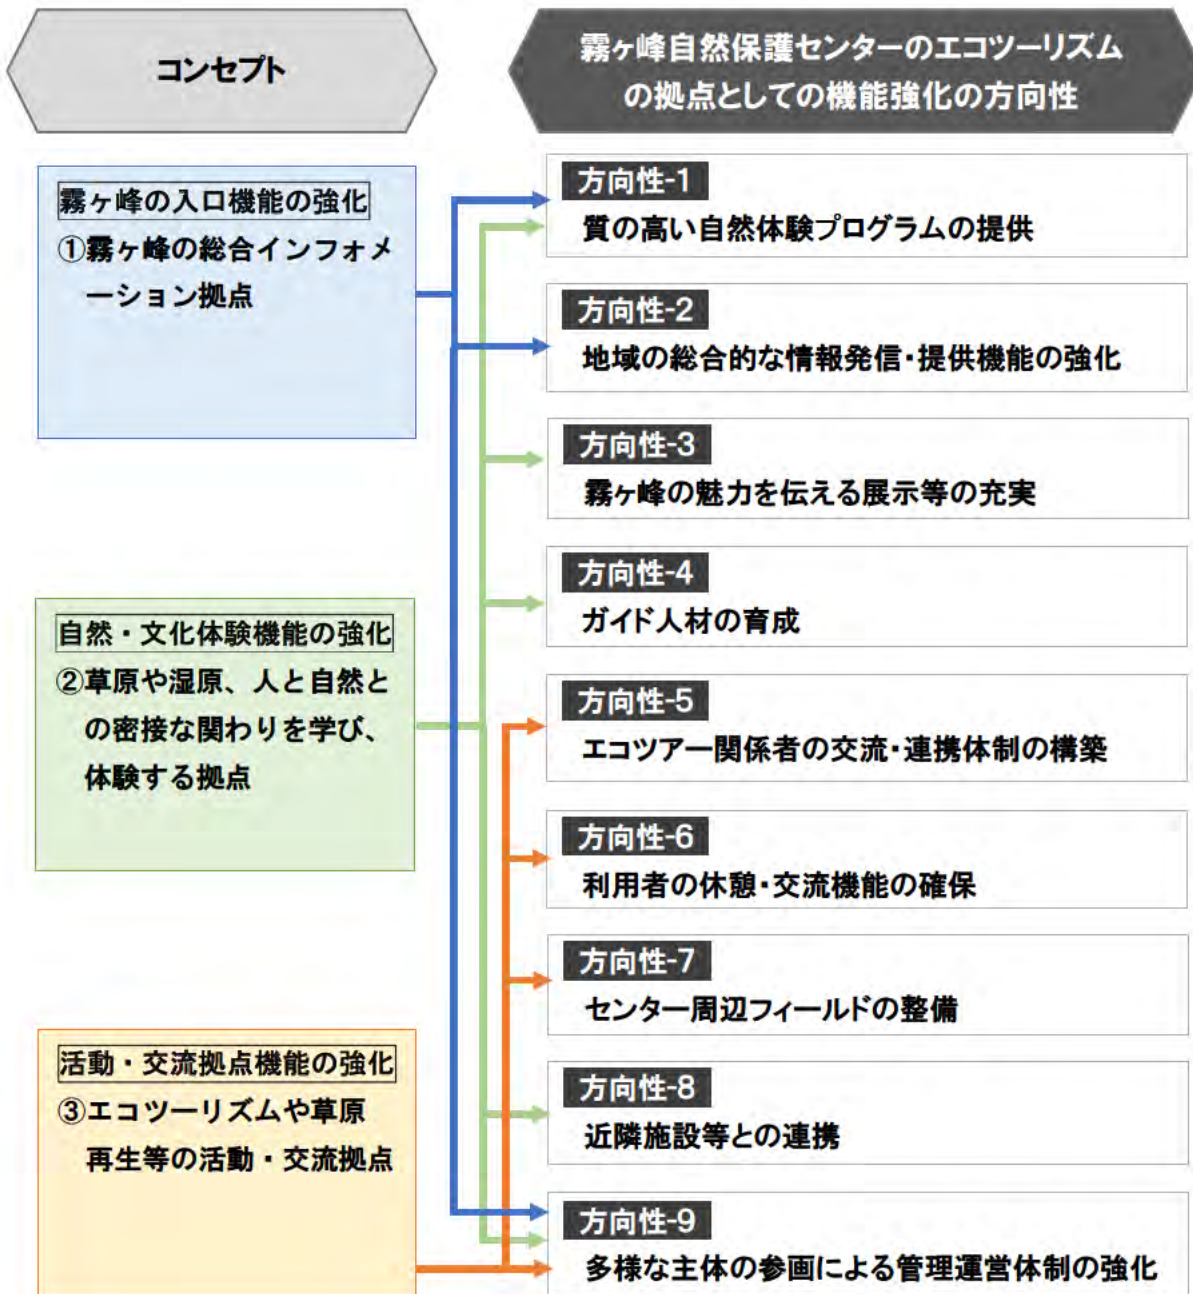 コンセプト
霧ヶ峰自然保護センターのエコツーリズム
の拠点としての機能強化の方向性
霧ヶ峰の入口機能の強化
①霧ヶ峰の総合インフォメ
ーション拠点
自然・文化体験機能の強化
②草原や湿原、人と自然と
の密接な関わりを学び、
体験する拠点
活動・交流拠点機能の強化
③エコツーリズムや草原
再生等の活動・交流拠点
方向性-1
質の高い自然体験プログラムの提供
方向性-2
地域の総合的な情報発信・提供機能の強化
方向性-3
霧ヶ峰の魅力を伝える展示等の充実
方向性-4
ガイド人材の育成
方向性-5
エコツアー関係者の交流・連携体制の構築
方向性-6
利用者の休憩・交流機能の確保
方向性-7
センター周辺フィールドの整備
方向性-8
近隣施設等との連携
方向性-9
多様な主体の参画による管理運営体制の強化